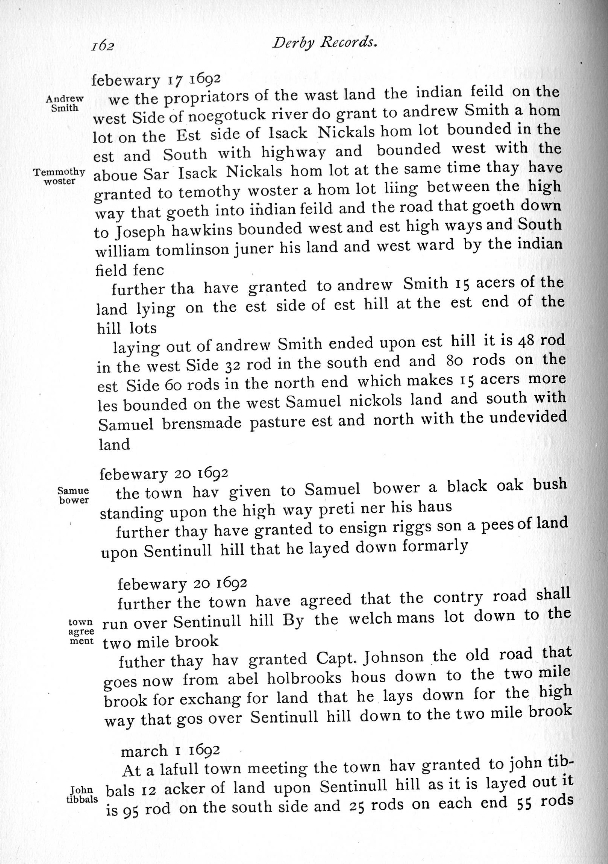 162
Derby Records.
febewary 17 1692
Andrew
Smith
we the propriators of the wast land the indian feild on the
west Side of noegotuck river do grant to andrew Smith a hom
lot on the Est side of Isack Nickals hom lot bounded in the
est and South with highway and bounded west with the
Temmothy
woster
aboue Sar Isack Nickals hom lot at the same time thay have
granted to temothy woster a hom lot liing between the high
way that goeth into indian feild and the road that goeth down
to Joseph hawkins bounded west and est high ways and South
william tomlinson juner his land and west ward by the indian
field fenc
further tha have granted to andrew Smith 15 acers of the
land lying on the est side of est hill at the est end of the
hill lots
laying out of andrew Smith ended upon est hill it is 48 rod
in the west Side 32 rod in the south end and 80 rods on the
est Side 60 rods in the north end which makes 15 acers more
les bounded on the west Samuel nickols land and south with
Samuel brensmade pasture est and north with the undevided
land
febewary 20 1692
Samue
bower
the town hav given to Samuel bower a black oak bush
standing upon the high way preti ner his haus
further thay have granted to ensign riggs son a pees of land
upon Sentinull hill that he layed down formarly
febewary 20 1692
further the town have agreed that the contry road shall
town
agree
ment
run over Sentinull hill By the welch mans lot down to the
two mile brook
futher thay hav granted Capt. Johnson the old road that
goes now from abel holbrooks hous down to the two mile
brook for exchang for land that he lays down for the high
way that gos over Sentinull hill down to the two mile brook
march 1 1692
At a lafull town meeting the town hav granted to john tib-
John
tibbals
bals 12 acker of land upon Sentinull hill as it is layed out it
is 95 rod on the south side and 25 rods on each end 55 rods